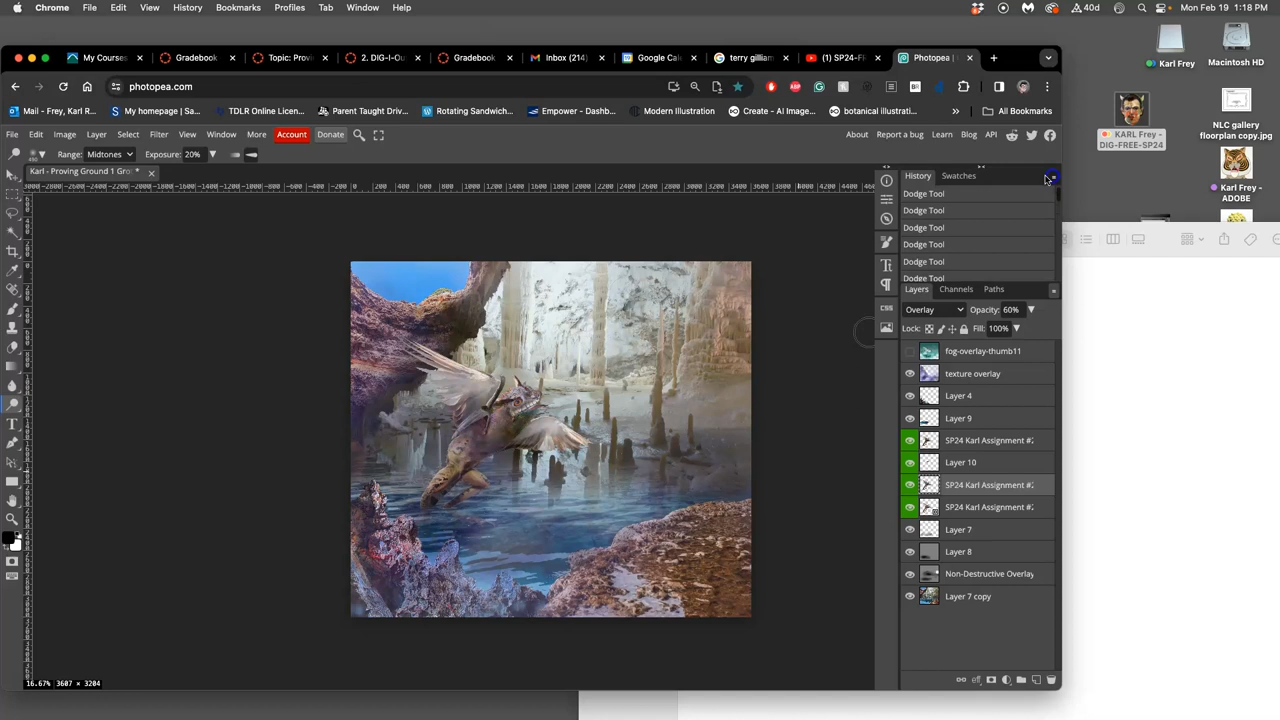 Chrome File Edit View History Bookmarks Profiles Tab Window Help 40d Mon Feb 19 1:18 PM
My Courses Gradebook Topic: Provi 2. DIG-I-Ou Gradebook Inbox (214) Google Cal terry gilliam (1) SP24-F Photopea |
photopea.com
Mail - Frey, Karl R... My homepage | Sa... TDLR Online Licen... Parent Taught Driv... Rotating Sandwich... Empower - Dashb... Modern Illustration Create - AI Image... botanical illustrati... » All Bookmarks
File Edit Image Layer Select Filter View Window More Account Donate About Report a bug Learn Blog API
Range: Midtones Exposure: 20%
Karl - Proving Ground 1 Gro: *
History Swatches
Dodge Tool
Dodge Tool
Dodge Tool
Dodge Tool
Dodge Tool
Dodge Tool
Layers Channels Paths
Overlay Opacity: 60%
Lock: Fill: 100%
CSS
fog-overlay-thumb11
texture overlay
Layer 4
Layer 9
SP24 Karl Assignment #2
Layer 10
SP24 Karl Assignment #2
SP24 Karl Assignment #2
Layer 7
Layer 8
Non-Destructive Overlay
Layer 7 copy
16.67% 3607 × 3204
Karl Frey
Macintosh HD
KARL Frey -
DIG-FREE-SP24
NLC gallery
floorplan copy.jpg
Karl Frey -
ADOBE